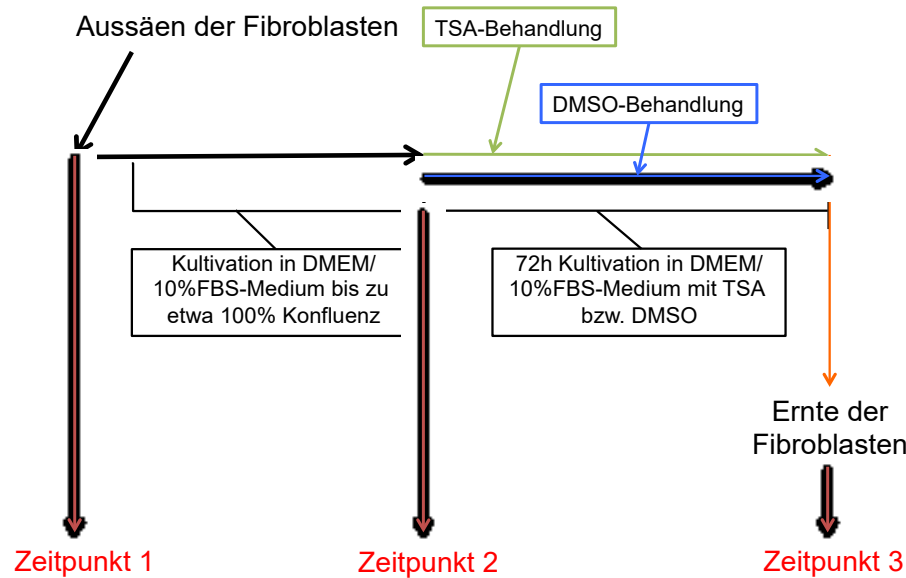 Aussäen der Fibroblasten
TSA-Behandlung
DMSO-Behandlung
Kultivation in DMEM/
10%FBS-Medium bis zu
etwa 100% Konfluenz
72h Kultivation in DMEM/
10%FBS-Medium mit TSA
bzw. DMSO
Ernte der
Fibroblasten
Zeitpunkt 1
Zeitpunkt 2
Zeitpunkt 3